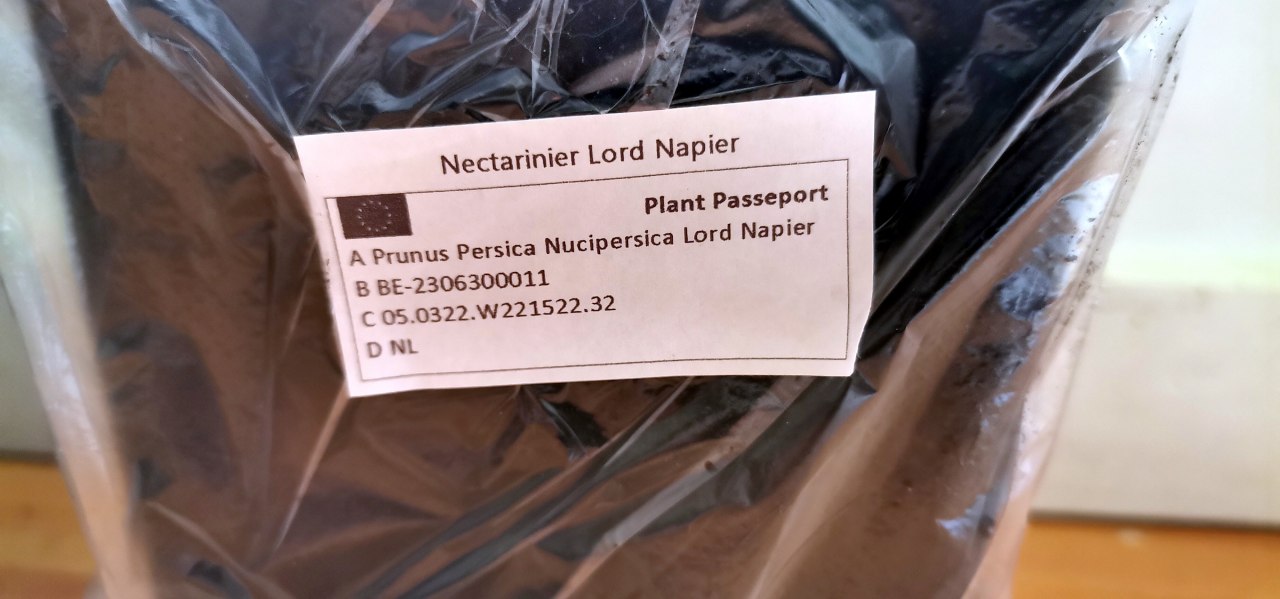 Nectarinier Lord Napier
Plant Passeport
A Prunus Persica Nucipersica Lord Napier
B BE-2306300011
C 05.0322.W221522.32
D NL